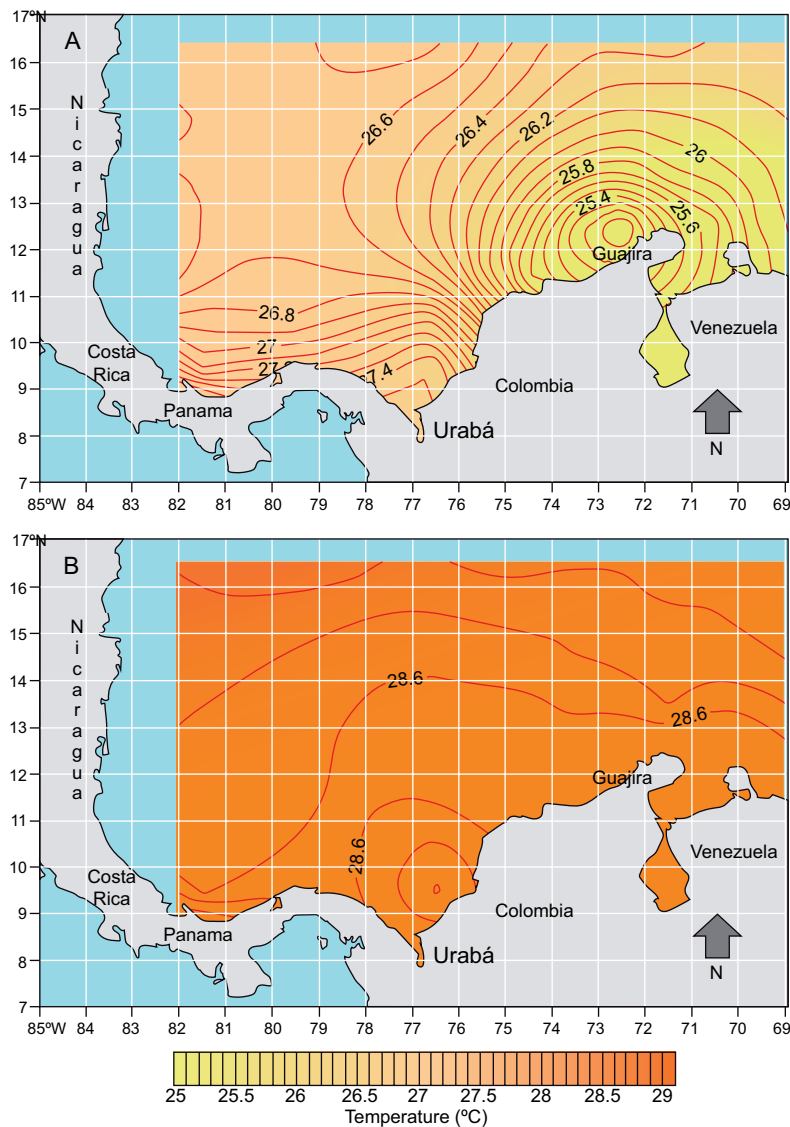 17ºN
A
16
15
14
13
12
11
10
9
8
7
Nicaragua
26.6
26.4
26.2
26
25.8
25.4
25.6
Guajira
26.8
27
27.4
Costa
Rica
Panama
Venezuela
Colombia
Urabá
N
85ºW 84 83 82 81 80 79 78 77 76 75 74 73 72 71 70 69
17ºN
B
16
15
14
13
12
11
10
9
8
7
Nicaragua
28.6
28.6
28.6
Guajira
Costa
Rica
Panama
Venezuela
Colombia
Urabá
N
85ºW 84 83 82 81 80 79 78 77 76 75 74 73 72 71 70 69
25 25.5 26 26.5 27 27.5 28 28.5 29
Temperature (ºC)